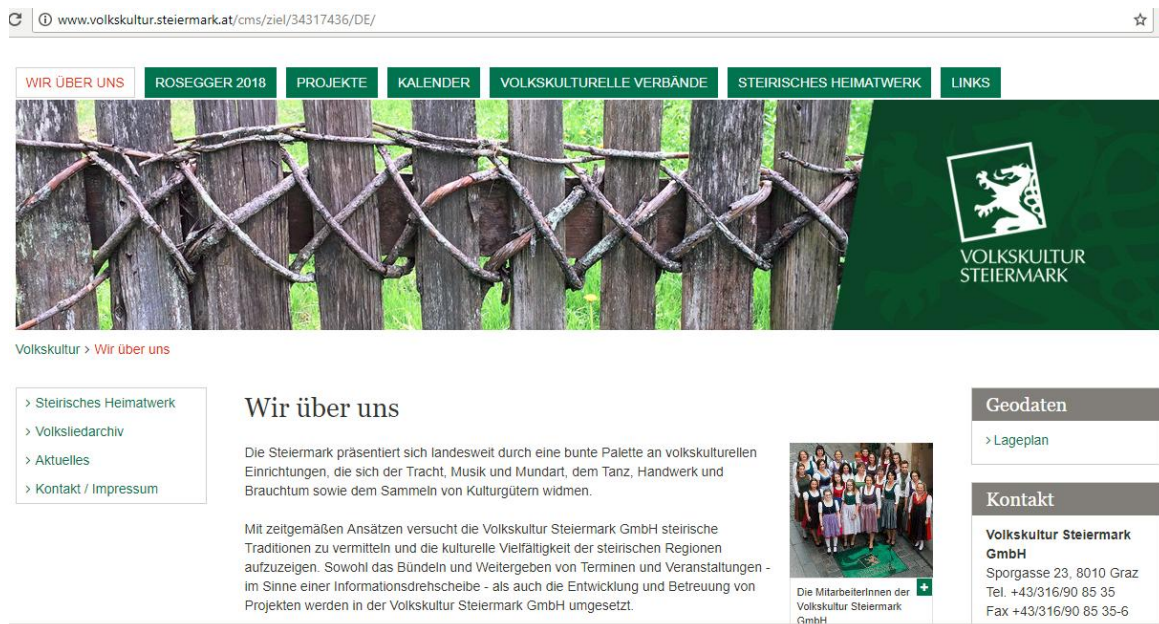 www.volkskultur.steiermark.at/cms/ziel/34317436/DE/
WIR ÜBER UNS
ROSEGGER 2018
PROJEKTE
KALENDER
VOLKSKULTURELLE VERBÄNDE
STEIRISCHES HEIMATWERK
LINKS
VOLKSKULTUR
STEIERMARK
Volkskultur > Wir über uns
> Steirisches Heimatwerk
> Volksliedarchiv
> Aktuelles
> Kontakt / Impressum
Wir über uns
Die Steiermark präsentiert sich landesweit durch eine bunte Palette an volkskulturellen
Einrichtungen, die sich der Tracht, Musik und Mundart, dem Tanz, Handwerk und
Brauchtum sowie dem Sammeln von Kulturgütern widmen.
Mit zeitgemäßen Ansätzen versucht die Volkskultur Steiermark GmbH steirische
Traditionen zu vermitteln und die kulturelle Vielfältigkeit der steirischen Regionen
aufzuzeigen. Sowohl das Bündeln und Weitergeben von Terminen und Veranstaltungen -
im Sinne einer Informationsdrehscheibe - als auch die Entwicklung und Betreuung von
Projekten werden in der Volkskultur Steiermark GmbH umgesetzt.
Die MitarbeiterInnen der
Volkskultur Steiermark
GmbH
Geodaten
> Lageplan
Kontakt
Volkskultur Steiermark
GmbH
Sporgasse 23, 8010 Graz
Tel. +43/316/90 85 35
Fax +43/316/90 85 35-6